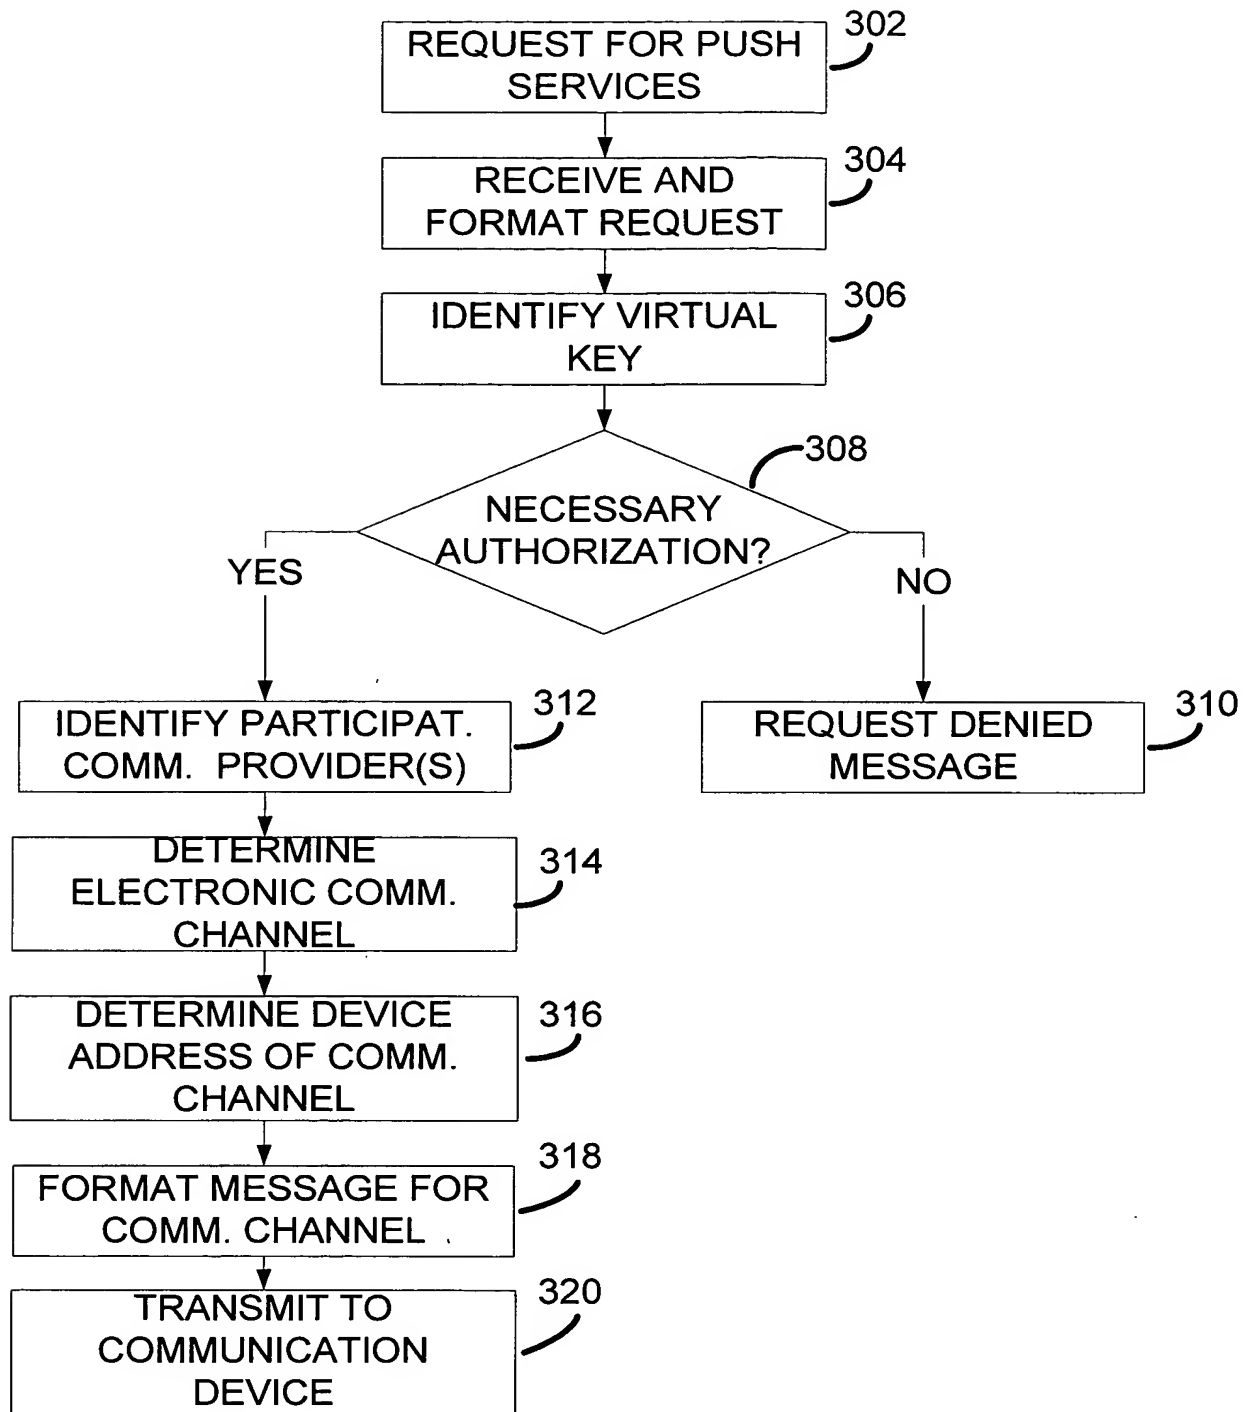 302
REQUEST FOR PUSH
SERVICES
304
RECEIVE AND
FORMAT REQUEST
306
IDENTIFY VIRTUAL
KEY
308
NECESSARY
AUTHORIZATION?
YES
NO
312
IDENTIFY PARTICIPAT.
COMM. PROVIDER(S)
310
REQUEST DENIED
MESSAGE
314
DETERMINE
ELECTRONIC COMM.
CHANNEL
316
DETERMINE DEVICE
ADDRESS OF COMM.
CHANNEL
318
FORMAT MESSAGE FOR
COMM. CHANNEL
320
TRANSMIT TO
COMMUNICATION
DEVICE